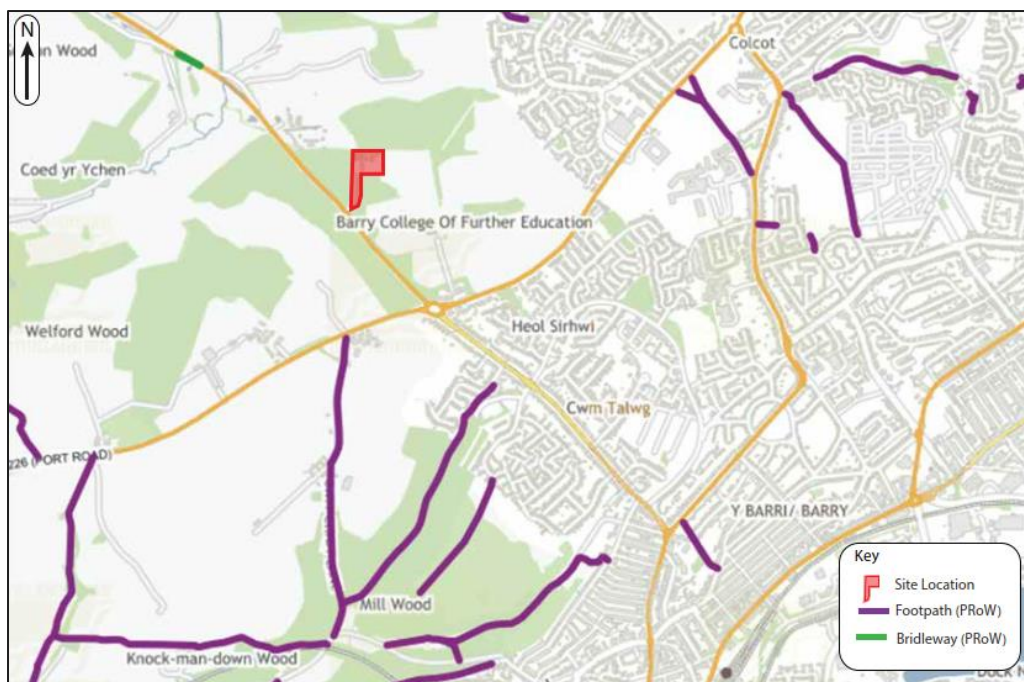 N
Wood
Colcot
Coed yr Ychen
Barry College Of Further Education
Welford Wood
Heol Sirhwi
Cwm Talwg
226 (PORT ROAD)
Y BARRI/ BARRY
Mill Wood
Knock-man-down Wood
Key
Site Location
Footpath (PRoW)
Bridleway (PRoW)
Dock